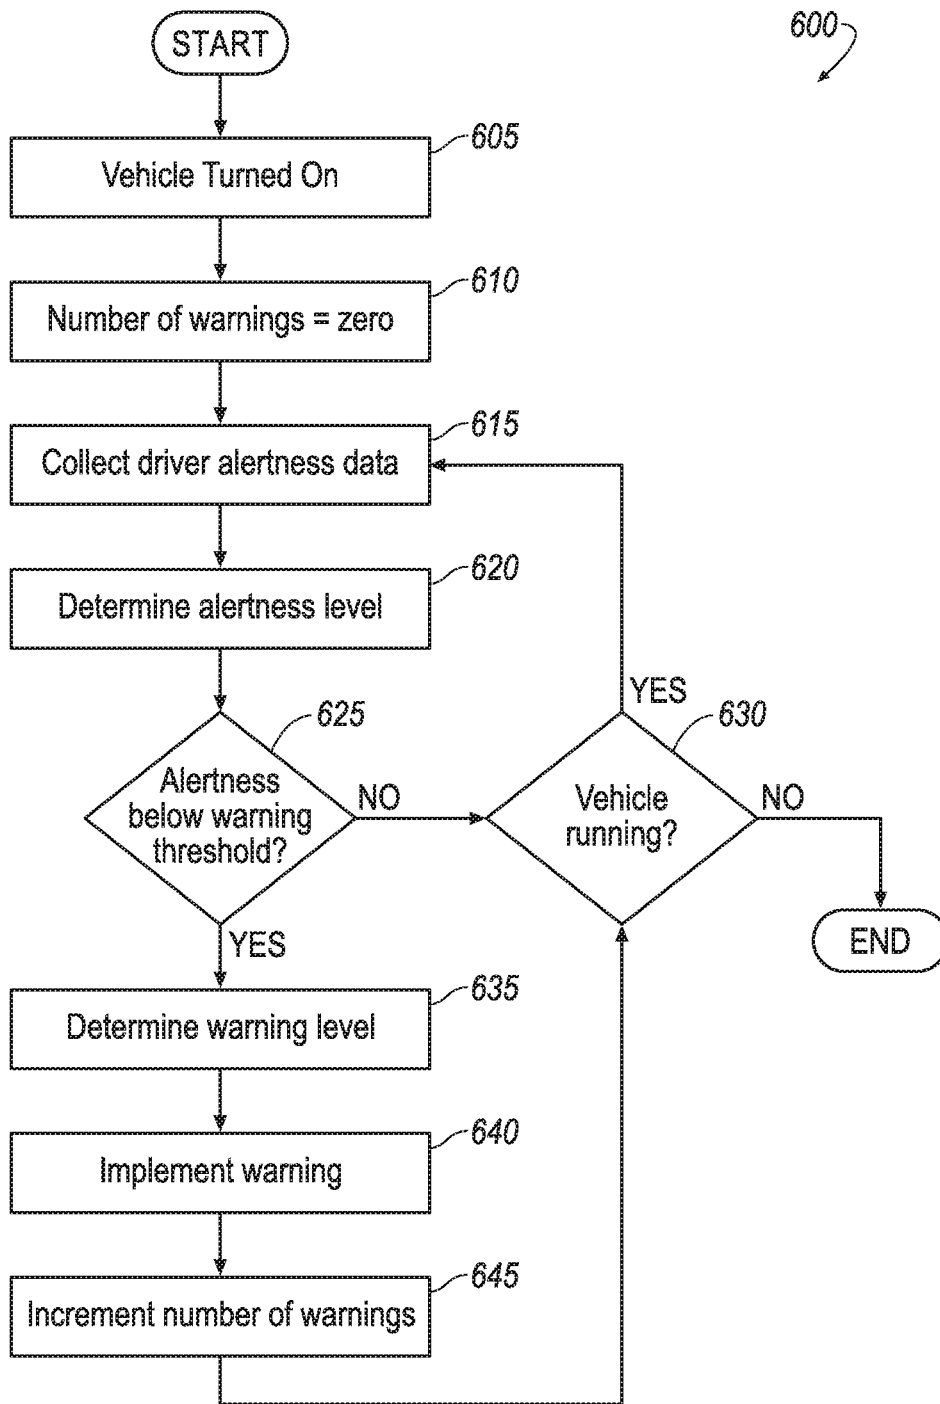 START
600
605
Vehicle Turned On
610
Number of warnings = zero
615
Collect driver alertness data
620
Determine alertness level
625
Alertness
below warning
threshold?
NO
YES
630
Vehicle
running?
YES
NO
END
635
Determine warning level
640
Implement warning
645
Increment number of warnings